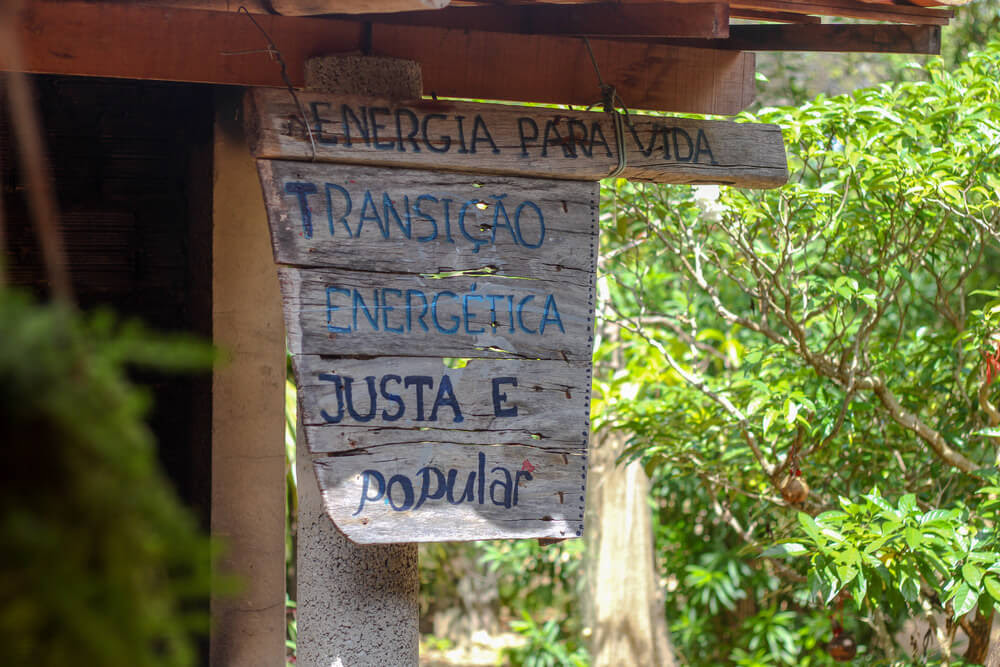 ENERGIA PARA VIDA
TRANSIÇÃO
ENERGÉTICA
JUSTA E
popular